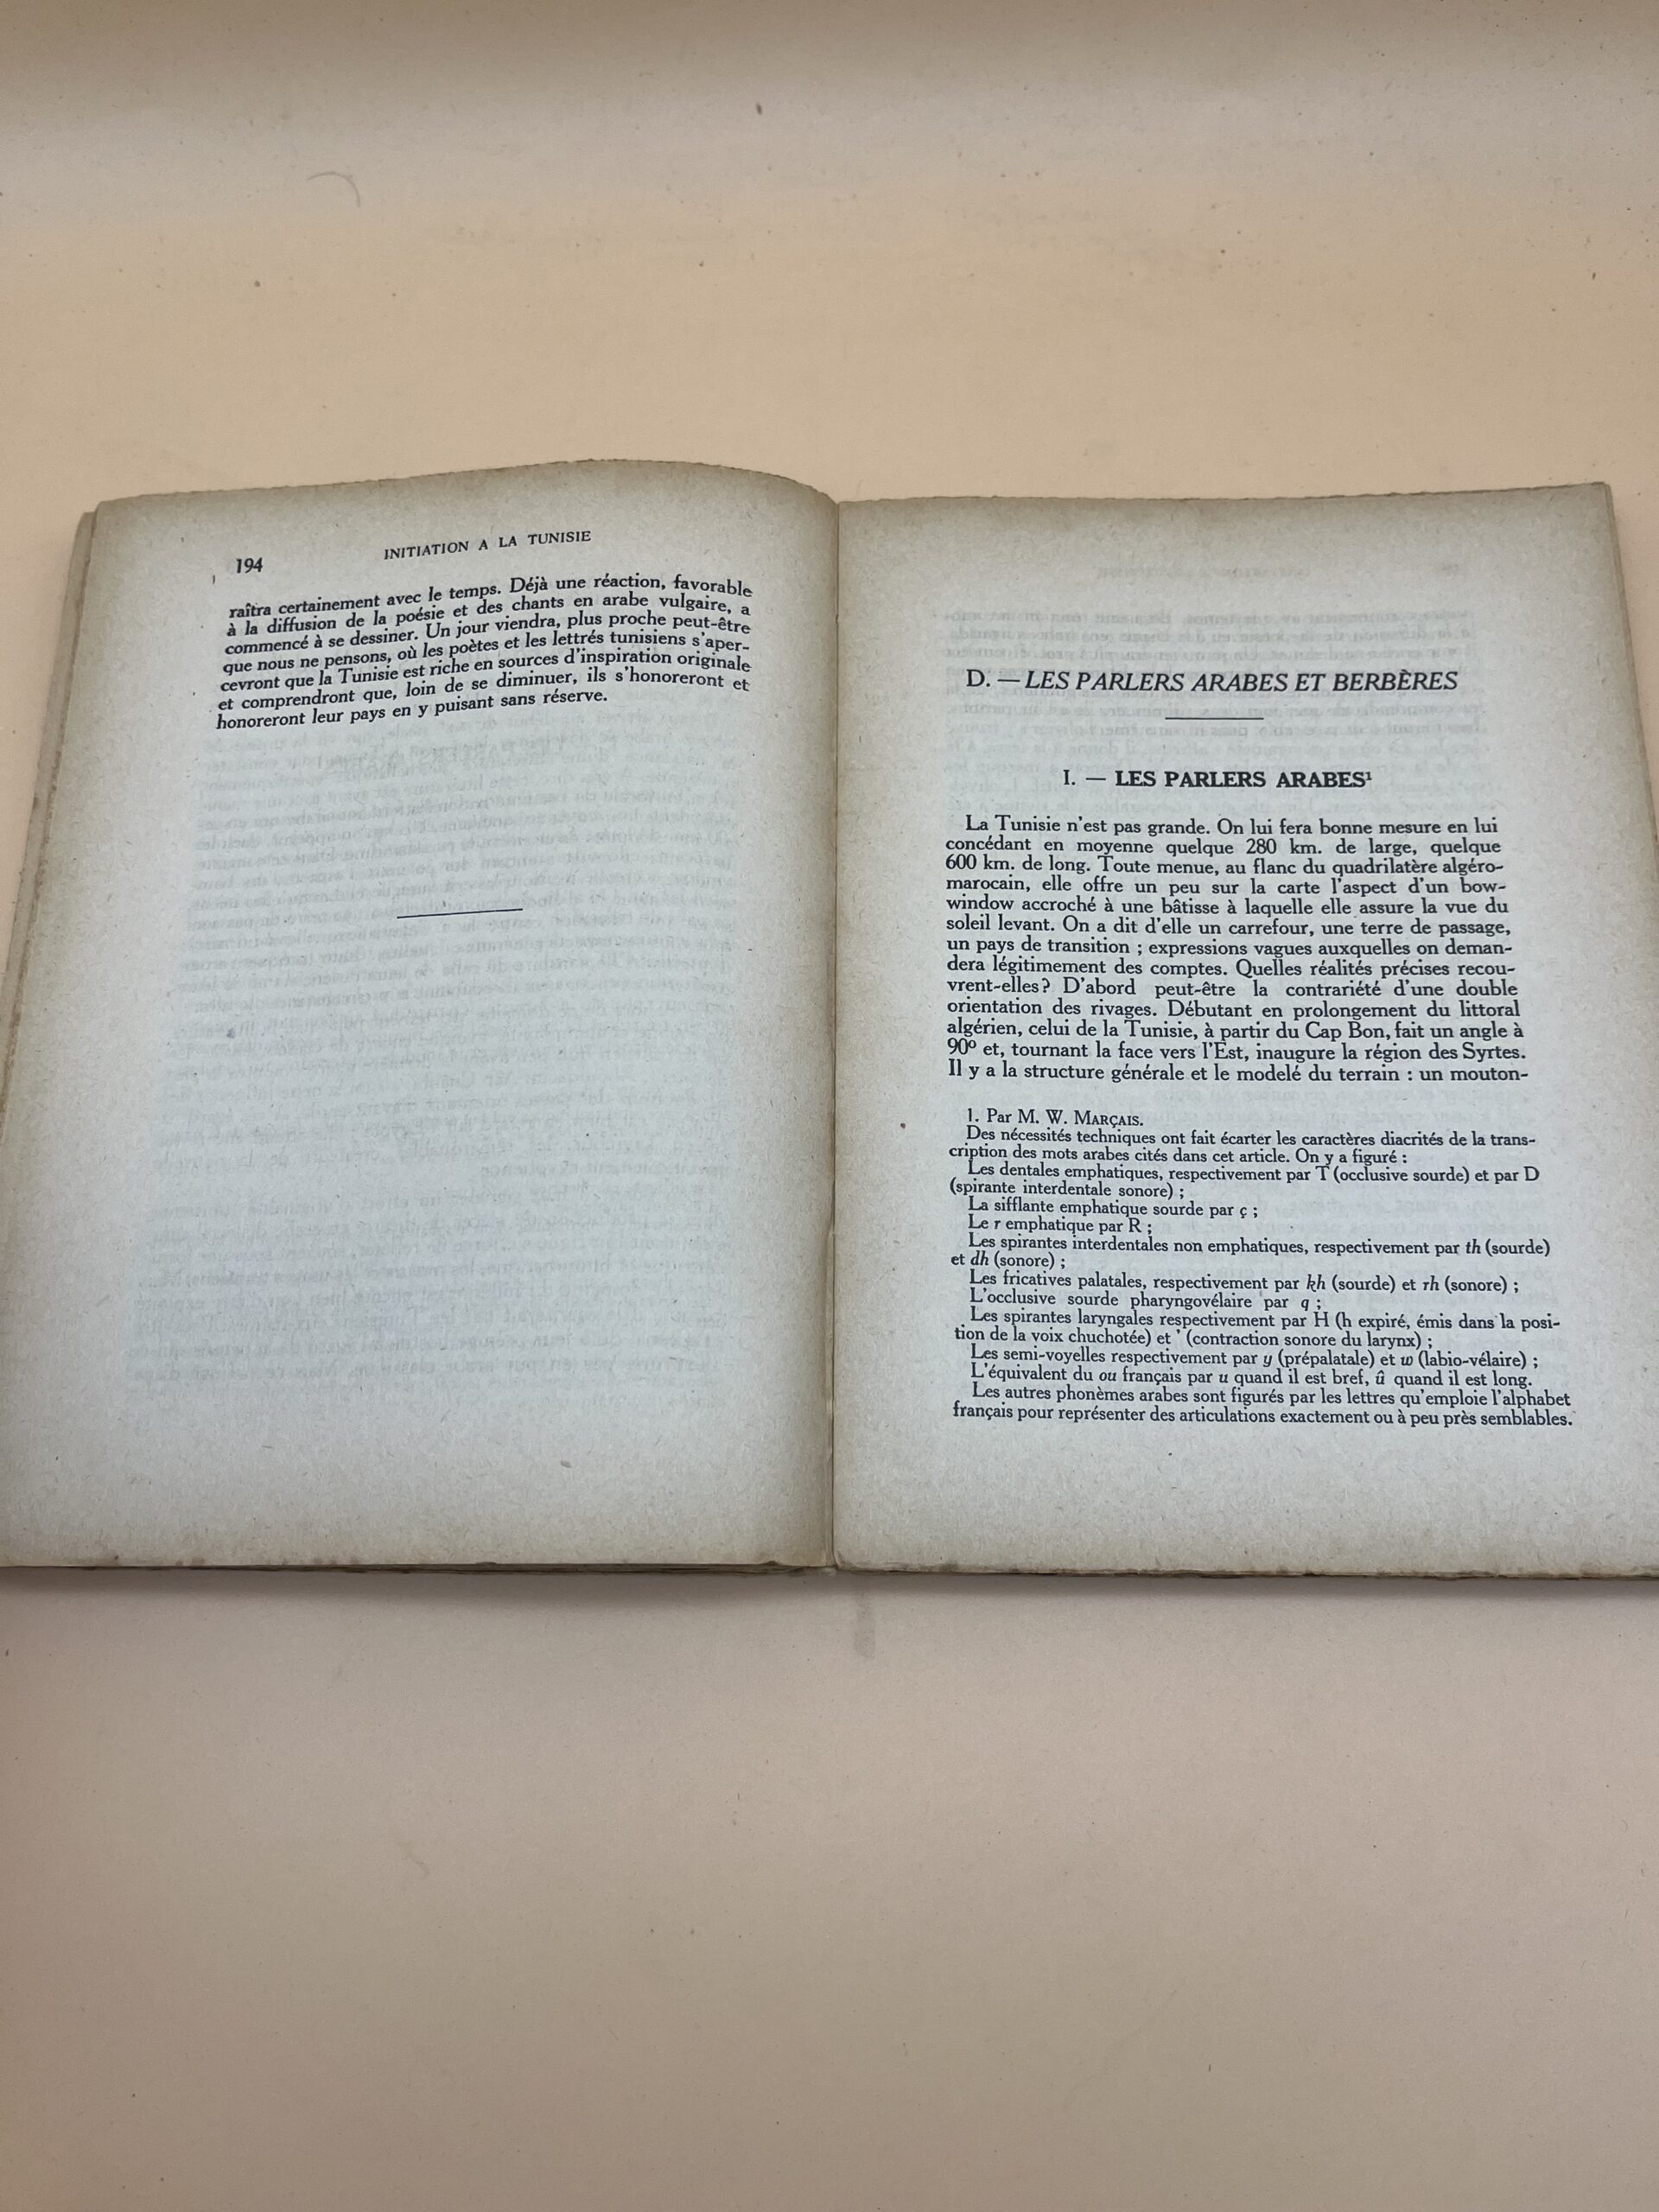 194
INITIATION A LA TUNISIE
raîtra certainement avec le temps. Déjà une réaction, favorable
à la diffusion de la poésie et des chants en arabe vulgaire, a
commencé à se dessiner. Un jour viendra, plus proche peut-être
que nous ne pensons, où les poètes et les lettrés tunisiens s'aper-
cevront que la Tunisie est riche en sources d'inspiration originale
et comprendront que, loin de se diminuer, ils s'honoreront et
honoreront leur pays en y puisant sans réserve.
D. — LES PARLERS ARABES ET BERBÈRES
I. — LES PARLERS ARABES¹
La Tunisie n'est pas grande. On lui fera bonne mesure en lui
concédant en moyenne quelque 280 km. de large, quelque
600 km. de long. Toute menue, au flanc du quadrilatère algéro-
marocain, elle offre un peu sur la carte l'aspect d'un bow-
window accroché à une bâtisse à laquelle elle assure la vue du
soleil levant. On a dit d'elle un carrefour, une terre de passage,
un pays de transition ; expressions vagues auxquelles on deman-
dera légitimement des comptes. Quelles réalités précises recou-
vrent-elles ? D'abord peut-être la contrariété d'une double
orientation des rivages. Débutant en prolongement du littoral
algérien, celui de la Tunisie, à partir du Cap Bon, fait un angle à
90º et, tournant la face vers l'Est, inaugure la région des Syrtes.
Il y a la structure générale et le modelé du terrain : un mouton-
1. Par M. W. MARÇAIS.
Des nécessités techniques ont fait écarter les caractères diacrités de la trans-
cription des mots arabes cités dans cet article. On y a figuré :
Les dentales emphatiques, respectivement par T (occlusive sourde) et par D
(spirante interdentale sonore) ;
La sifflante emphatique sourde par ç ;
Le r emphatique par R ;
Les spirantes interdentales non emphatiques, respectivement par th (sourde)
et dh (sonore) ;
Les fricatives palatales, respectivement par kh (sourde) et rh (sonore) ;
L'occlusive sourde pharyngovélaire par q ;
Les spirantes laryngales respectivement par H (h expiré, émis dans la posi-
tion de la voix chuchotée) et ' (contraction sonore du larynx) ;
Les semi-voyelles respectivement par y (prépalatale) et w (labio-vélaire) ;
L'équivalent du ou français par u quand il est bref, û quand il est long.
Les autres phonèmes arabes sont figurés par les lettres qu'emploie l'alphabet
français pour représenter des articulations exactement ou à peu près semblables.